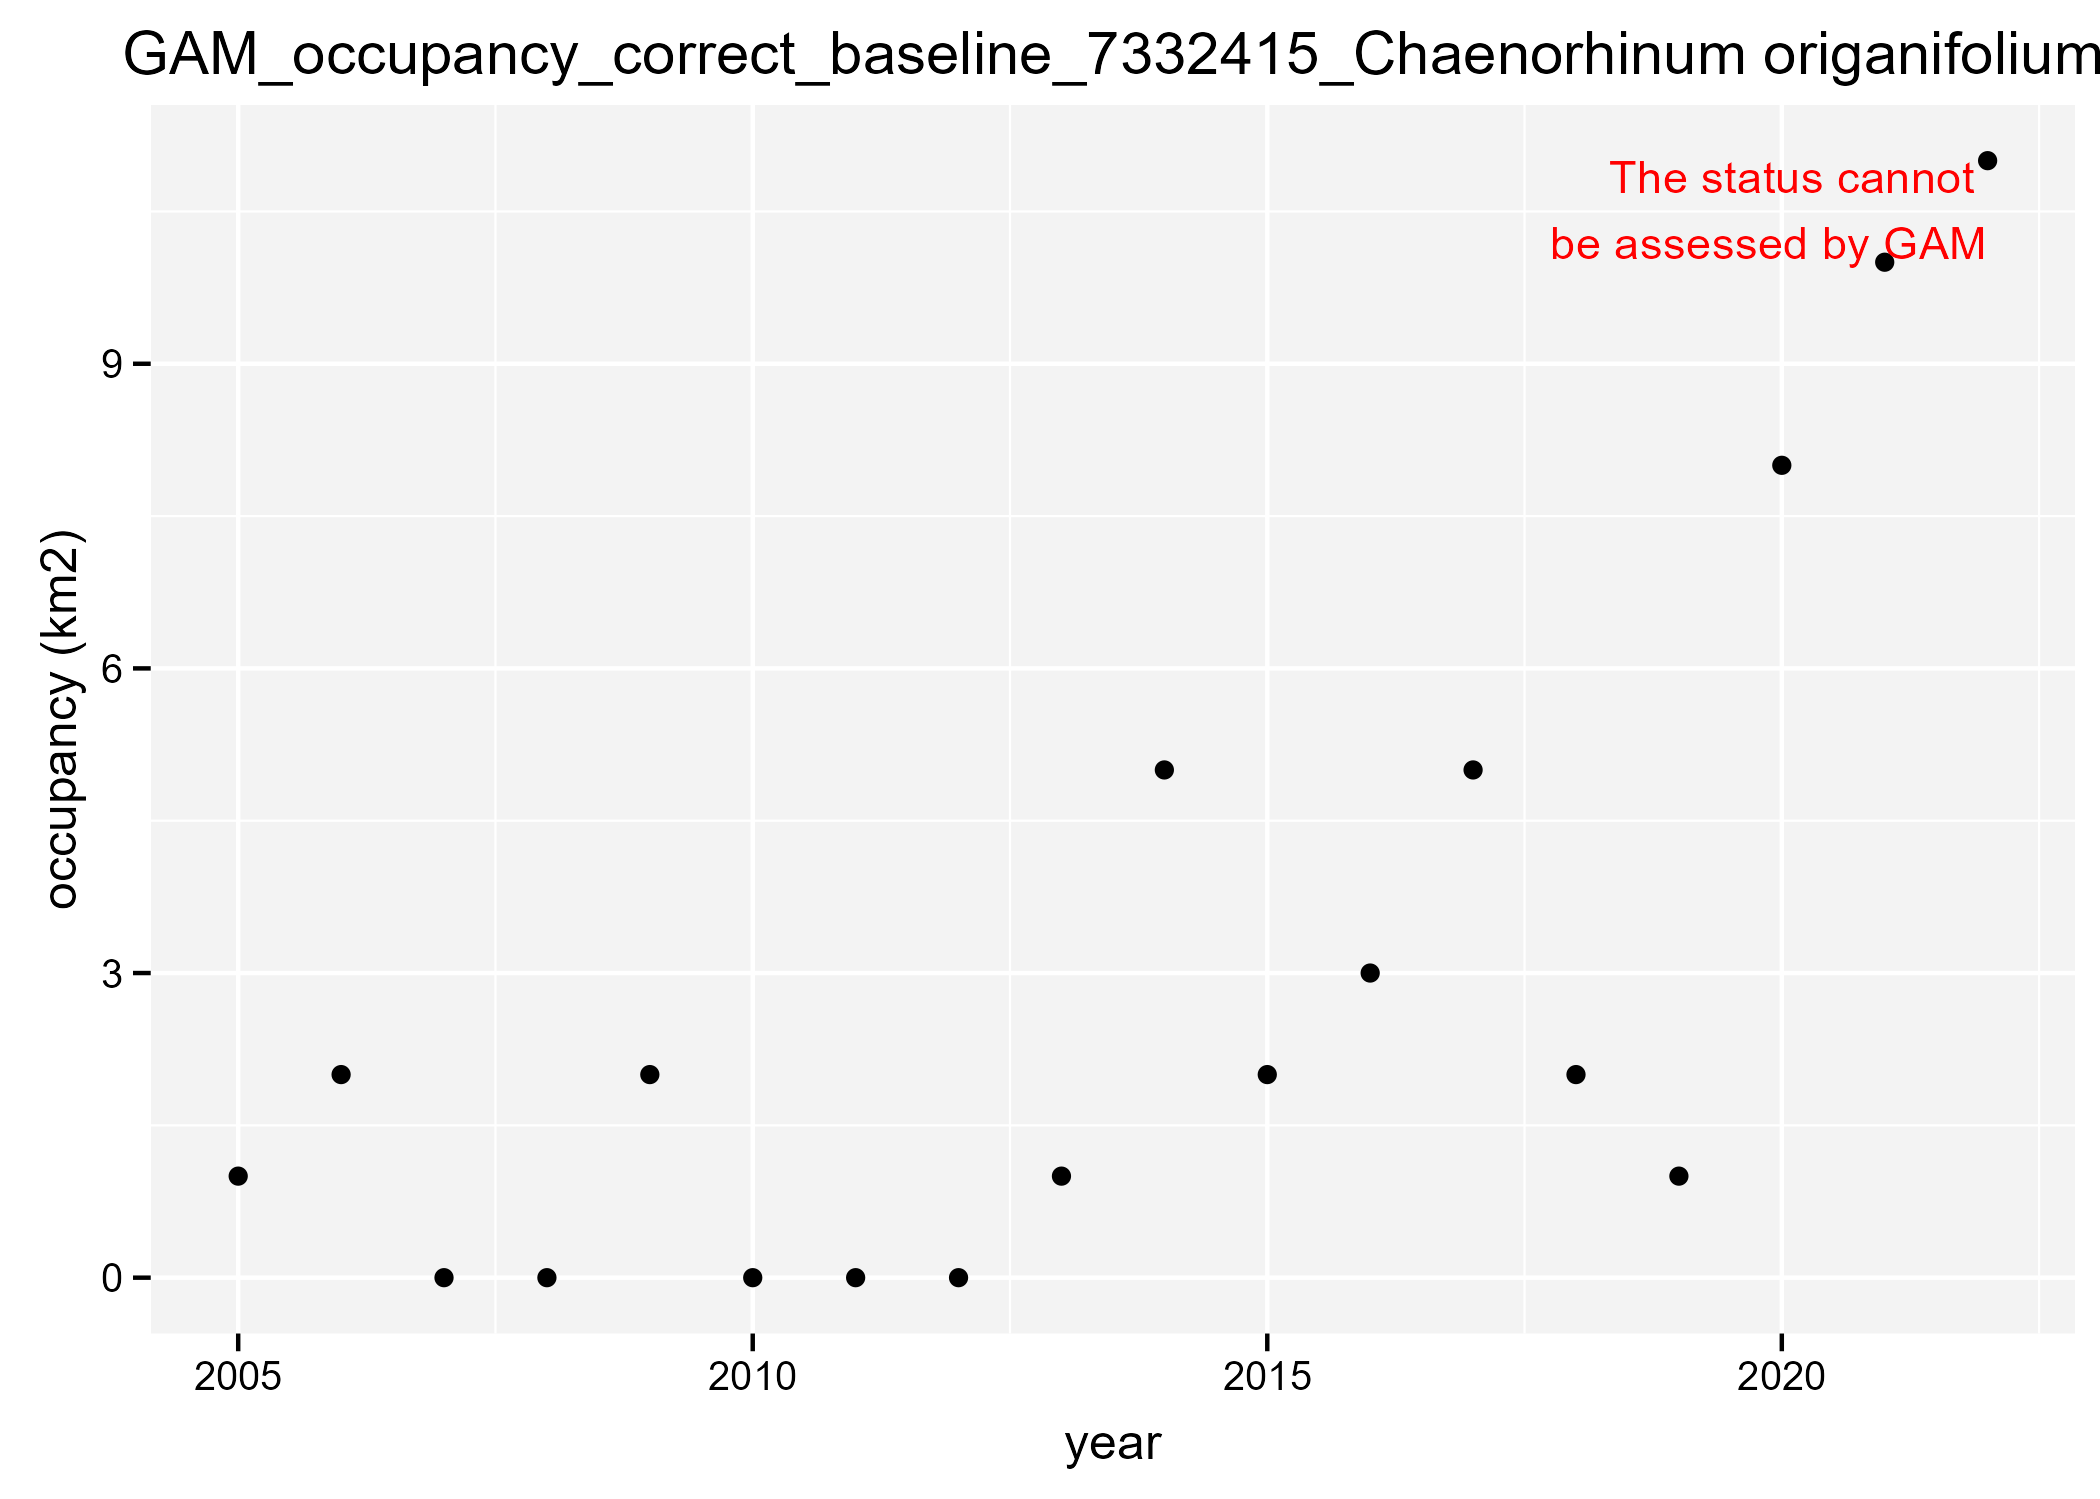 GAM_occupancy_correct_baseline_7332415_Chaenorhinum origanifolium
The status cannot
be assessed by GAM
occupancy (km2)
9
6
3
0
2005 2010 2015 2020
year